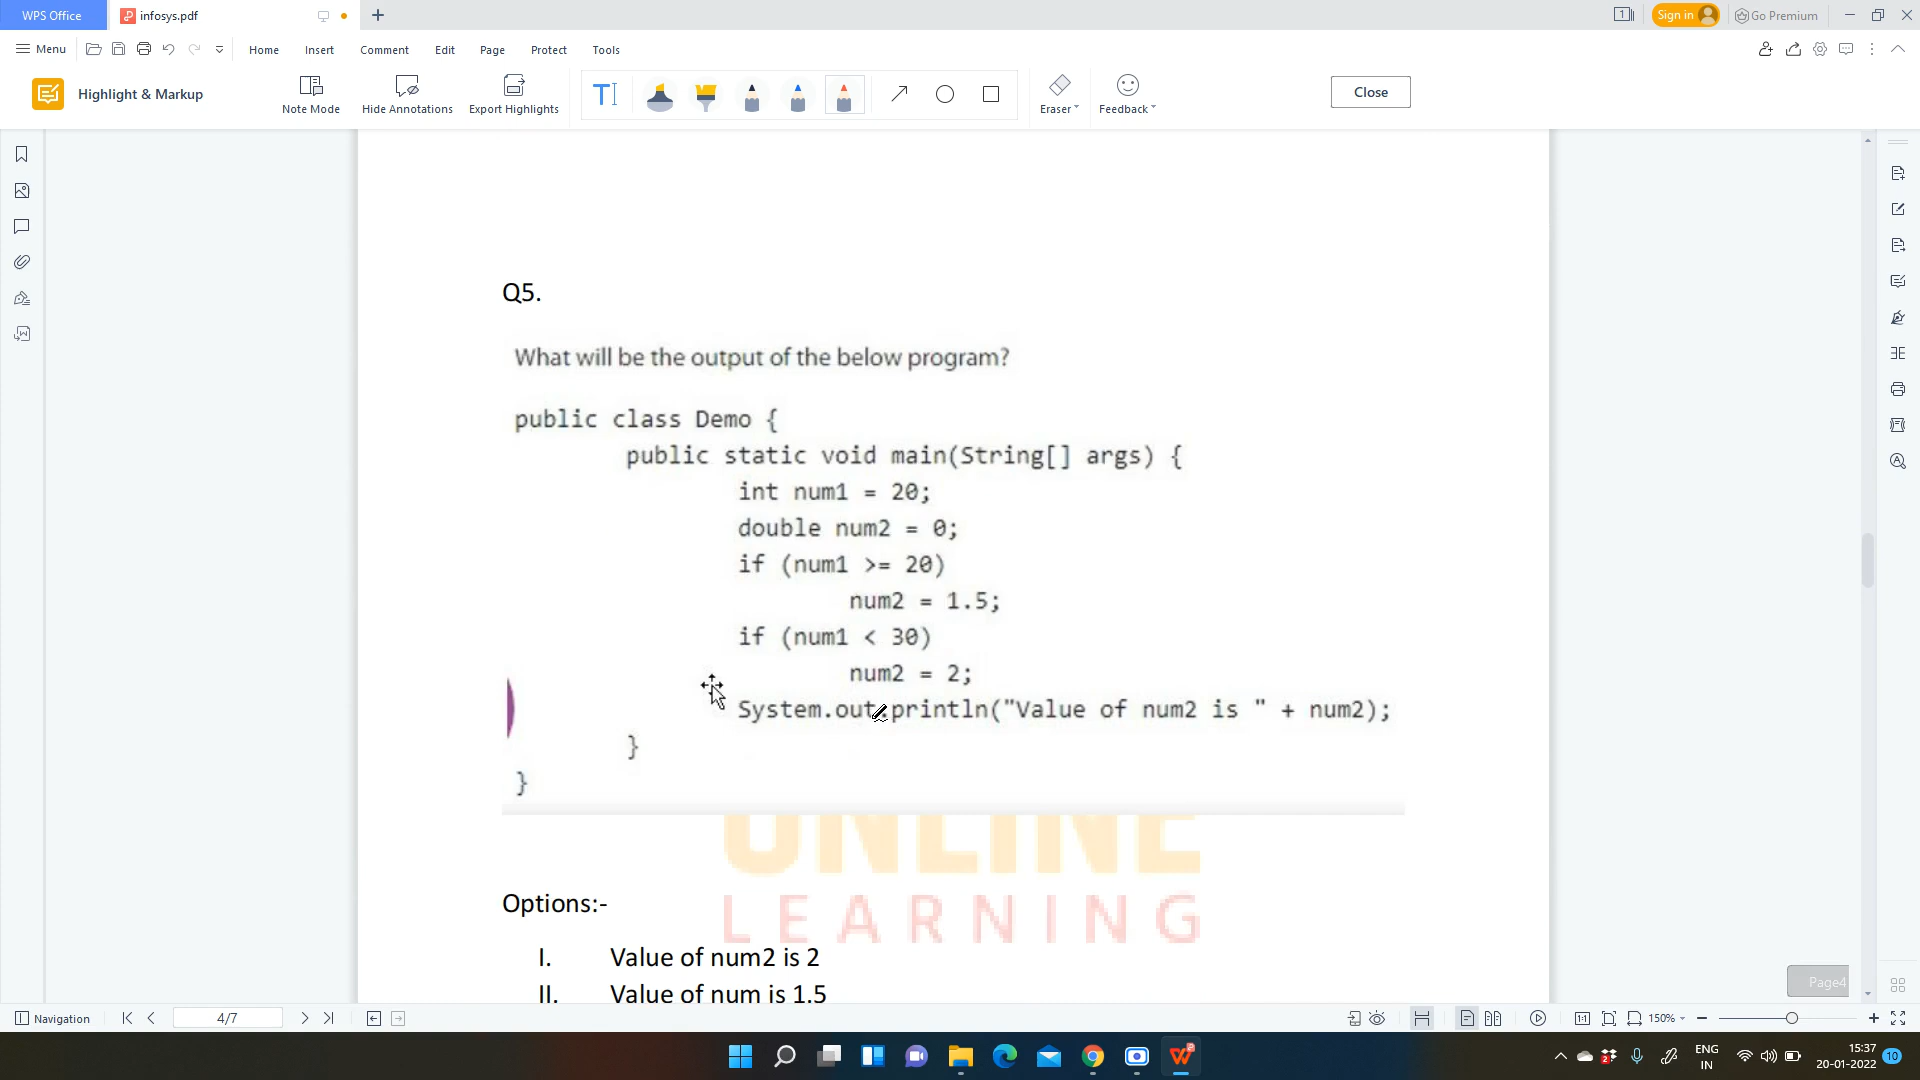 WPS Office
infosys.pdf
1
Sign in
Go Premium
Menu
Home
Insert
Comment
Edit
Page
Protect
Tools
Highlight & Markup
Note Mode
Hide Annotations
Export Highlights
T
Eraser
Feedback
Close
Q5.
What will be the output of the below program?
public class Demo {
public static void main(String[] args) {
int num1 = 20;
double num2 = 0;
if (num1 >= 20)
num2 = 1.5;
if (num1 < 30)
num2 = 2;
System.out.println("Value of num2 is " + num2);
}
}
ONLINE
LEARNING
Options:-
I. Value of num2 is 2
II. Value of num is 1.5
Page4
Navigation
4/7
1:1
150%
ENG
IN
15:37
20-01-2022
10
2